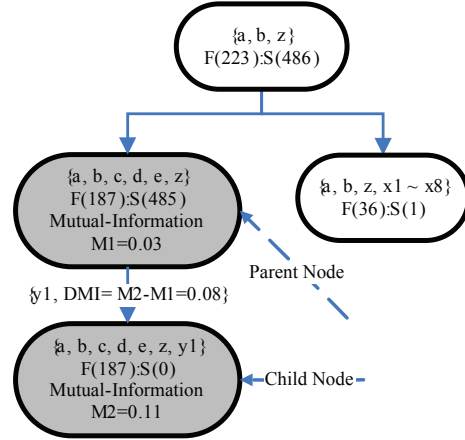 {a, b, z}
F(223):S(486)
{a, b, c, d, e, z}
F(187):S(485)
Mutual-Information
M1=0.03
{a, b, z, x1 ~ x8}
F(36):S(1)
Parent Node
{y1, DMI= M2-M1=0.08}
{a, b, c, d, e, z, y1}
F(187):S(0)
Mutual-Information
M2=0.11
Child Node